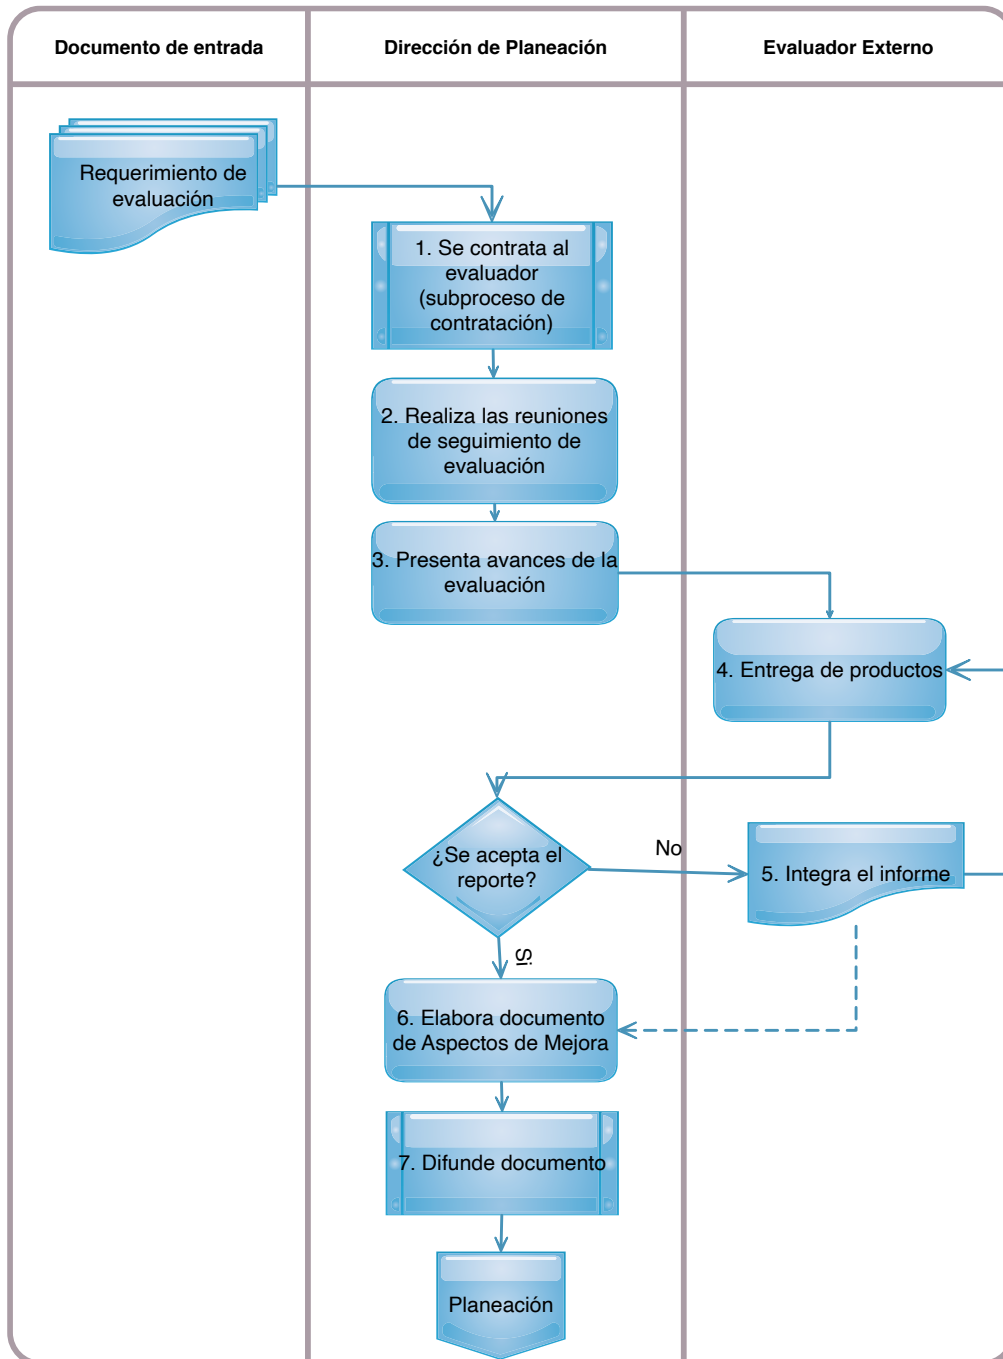 Documento de entrada
Dirección de Planeación
Evaluador Externo
Requerimiento de
evaluación
1. Se contrata al
evaluador
(subproceso de
contratación)
2. Realiza las reuniones
de seguimiento de
evaluación
3. Presenta avances de la
evaluación
4. Entrega de productos
¿Se acepta el
reporte?
No
5. Integra el informe
Si
6. Elabora documento
de Aspectos de Mejora
7. Difunde documento
Planeación